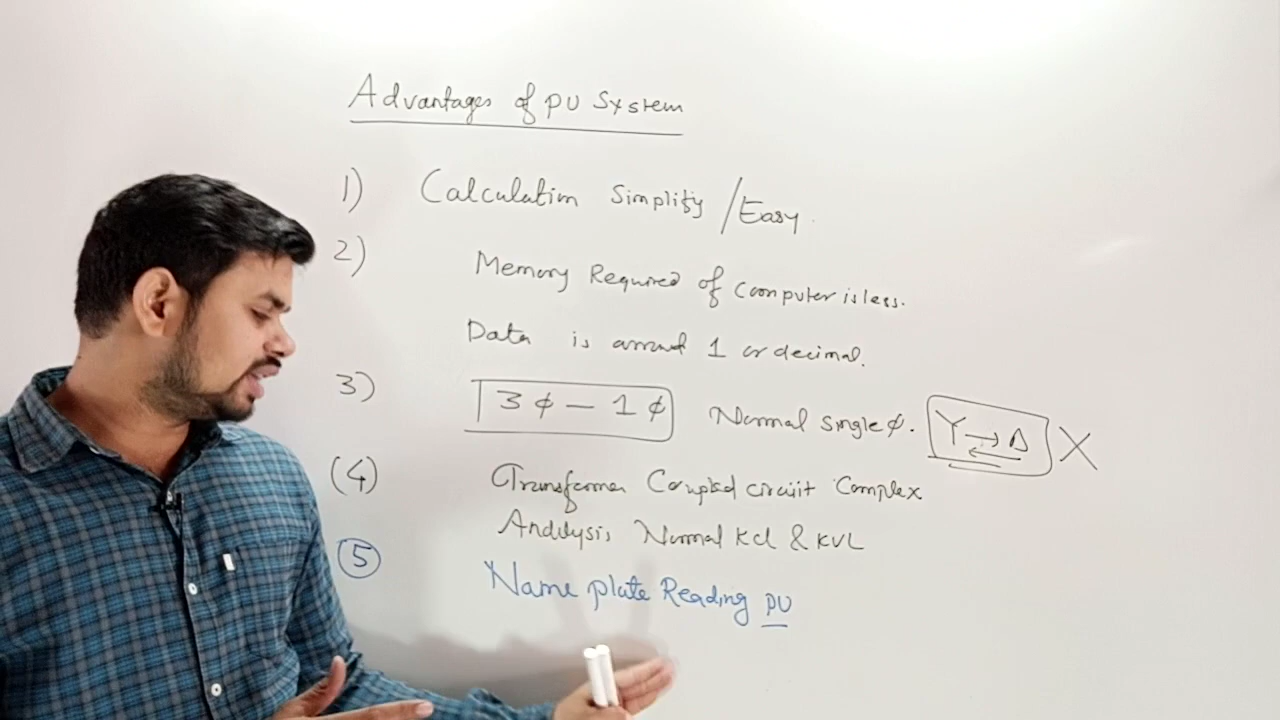 Advantages of PU System
1) Calculation Simplify / Easy.
2) Memory Required of Computer is less.
Data is around 1 or decimal.
3) 3φ – 1φ Normal single φ. Y → ← Δ X
(4) Transformer Coupled circuit Complex
Analysis Normal KCL & KVL
5 Name plate Reading PU